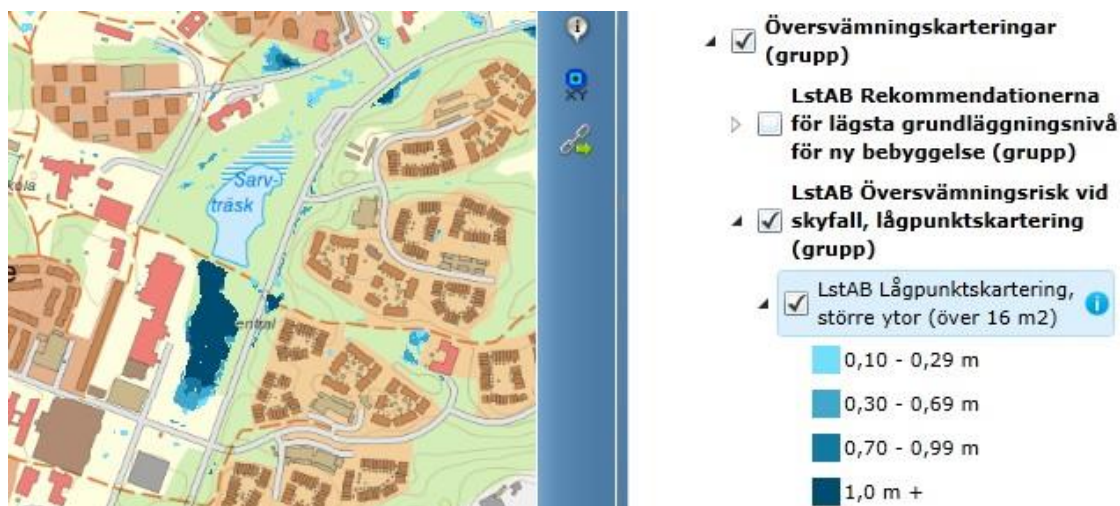 Sarv-
träsk
kola
e
entral
i
XY
Översvämningskarteringar
(grupp)
LstAB Rekommendationerna
för lägsta grundläggningsnivå
för ny bebyggelse (grupp)
LstAB Översvämningsrisk vid
skyfall, lågpunktskartering
(grupp)
LstAB Lågpunktskartering,
större ytor (över 16 m2)
i
0,10 - 0,29 m
0,30 - 0,69 m
0,70 - 0,99 m
1,0 m +